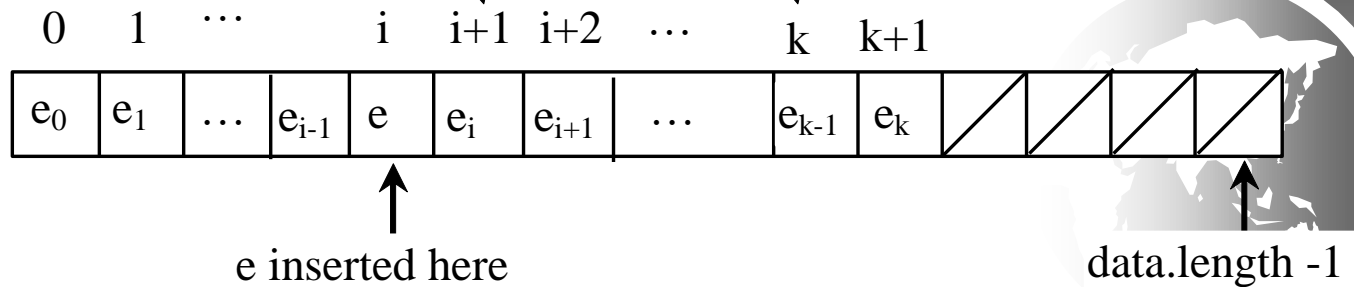 0 1 … i i+1 i+2 … k k+1
e₀ e₁ … eᵢ₋₁ e eᵢ eᵢ₊₁ … eₖ₋₁ eₖ
e inserted here data.length -1